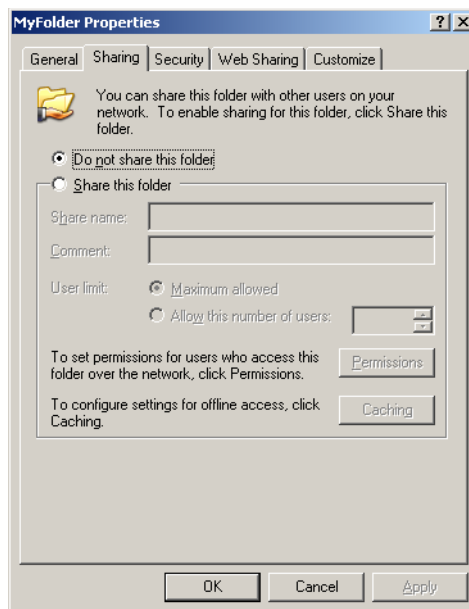 MyFolder Properties
General Sharing Security Web Sharing Customize
You can share this folder with other users on your
network. To enable sharing for this folder, click Share this
folder.
Do not share this folder
Share this folder
Share name:
Comment:
User limit: Maximum allowed
Allow this number of users:
To set permissions for users who access this
folder over the network, click Permissions.
Permissions
To configure settings for offline access, click
Caching.
Caching
OK Cancel Apply